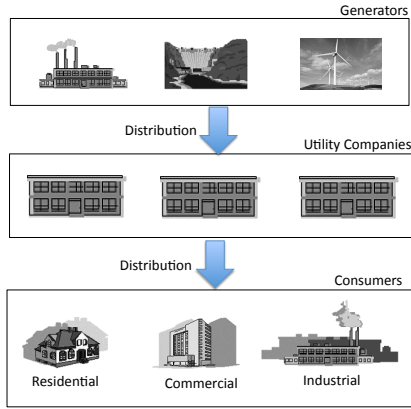 Generators
Distribution
Utility Companies
Distribution
Consumers
Residential
Commercial
Industrial